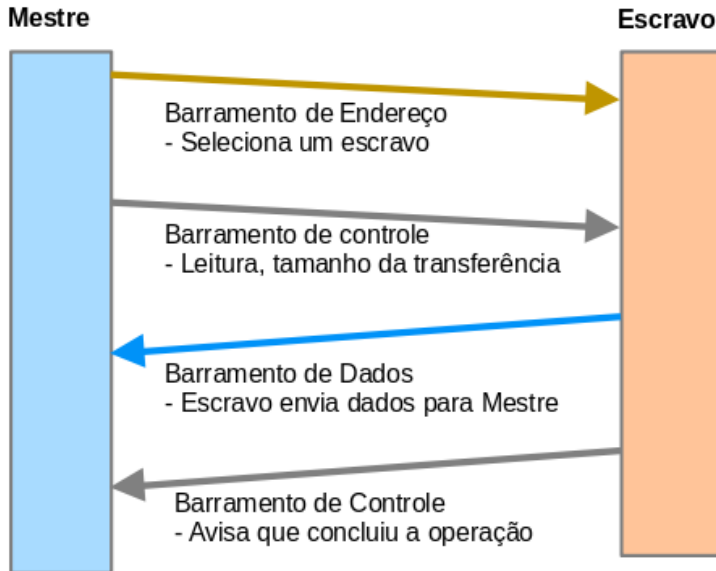 Mestre
Escravo
Barramento de Endereço
- Seleciona um escravo
Barramento de controle
- Leitura, tamanho da transferência
Barramento de Dados
- Escravo envia dados para Mestre
Barramento de Controle
- Avisa que concluiu a operação